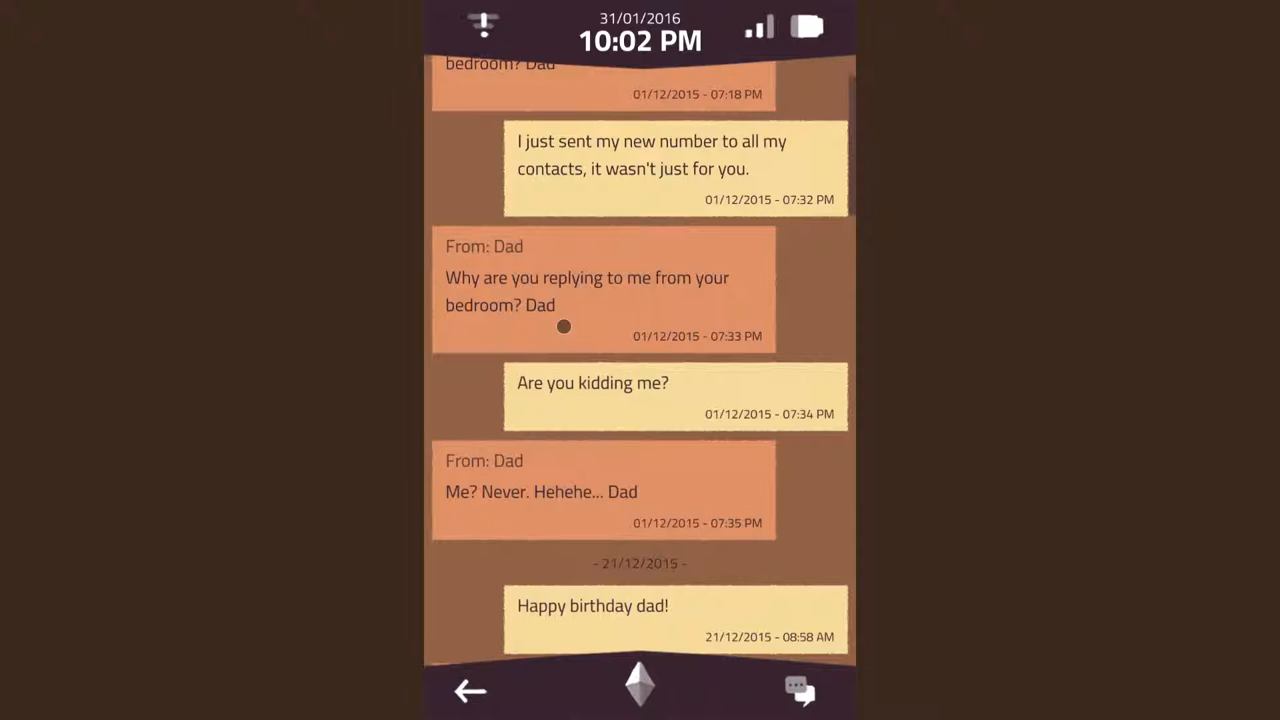 31/01/2016
10:02 PM
bedroom? Dad
01/12/2015 - 07:18 PM
I just sent my new number to all my
contacts, it wasn't just for you.
01/12/2015 - 07:32 PM
From: Dad
Why are you replying to me from your
bedroom? Dad
01/12/2015 - 07:33 PM
Are you kidding me?
01/12/2015 - 07:34 PM
From: Dad
Me? Never. Hehehe... Dad
01/12/2015 - 07:35 PM
- 21/12/2015 -
Happy birthday dad!
21/12/2015 - 08:58 AM